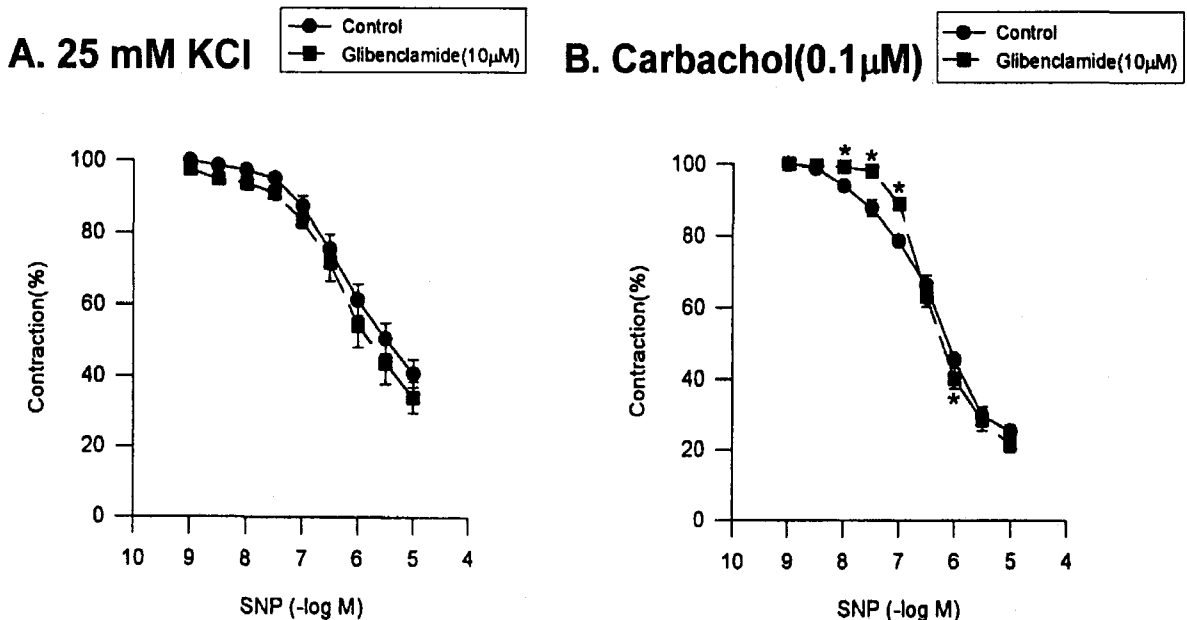 A. 25 mM KCl
Control
Glibenclamide(10µM)
B. Carbachol(0.1µM)
Control
Glibenclamide(10µM)
Contraction(%)
100
80
60
40
20
0
10 9 8 7 6 5 4
SNP (-log M)
Contraction(%)
100
80
60
40
20
0
* * *
*
10 9 8 7 6 5 4
SNP (-log M)